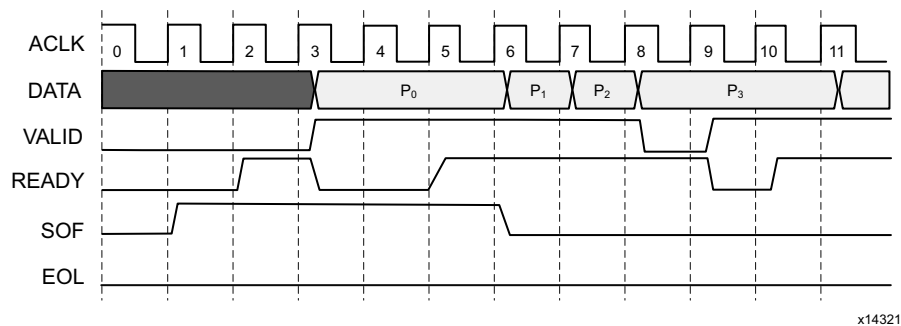 ACLK 0 1 2 3 4 5 6 7 8 9 10 11
DATA P₀ P₁ P₂ P₃
VALID
READY
SOF
EOL
x14321